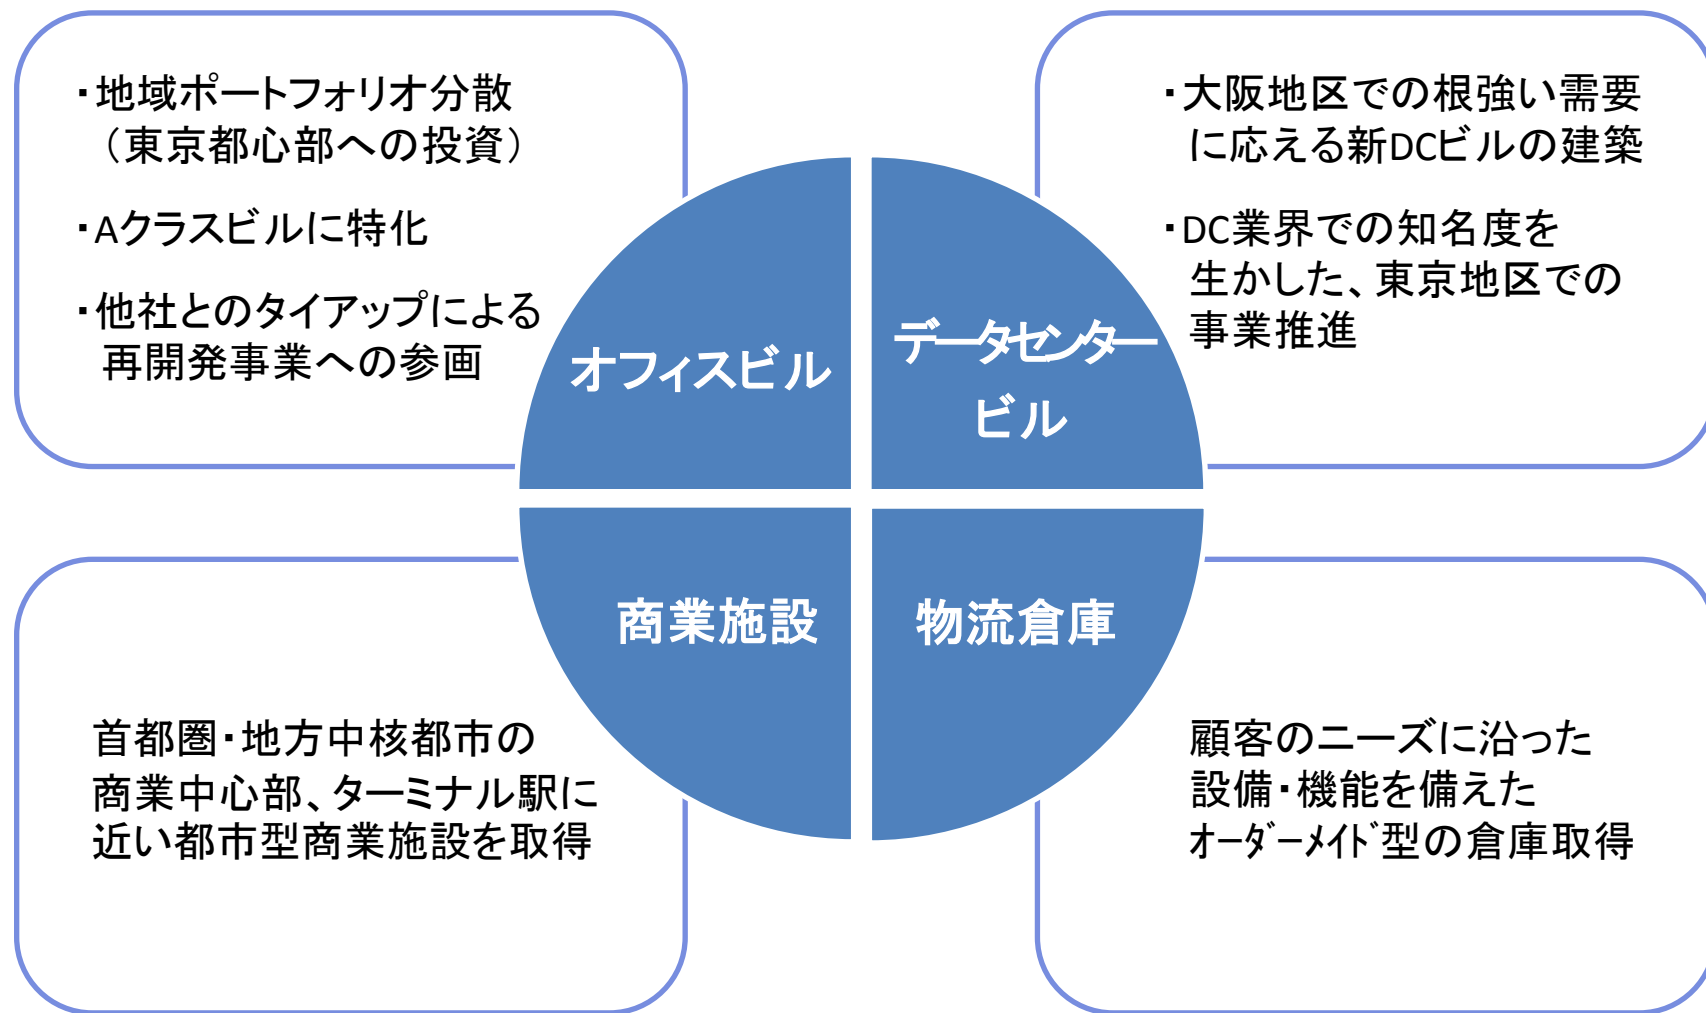 ・地域ポートフォリオ分散
（東京都心部への投資）
・Aクラスビルに特化
・他社とのタイアップによる
再開発事業への参画
・大阪地区での根強い需要
に応える新DCビルの建築
・DC業界での知名度を
生かした、東京地区での
事業推進
オフィスビル
データセンター
ビル
商業施設
物流倉庫
首都圏・地方中核都市の
商業中心部、ターミナル駅に
近い都市型商業施設を取得
顧客のニーズに沿った
設備・機能を備えた
ｵｰﾀﾞｰﾒｲﾄﾞ型の倉庫取得